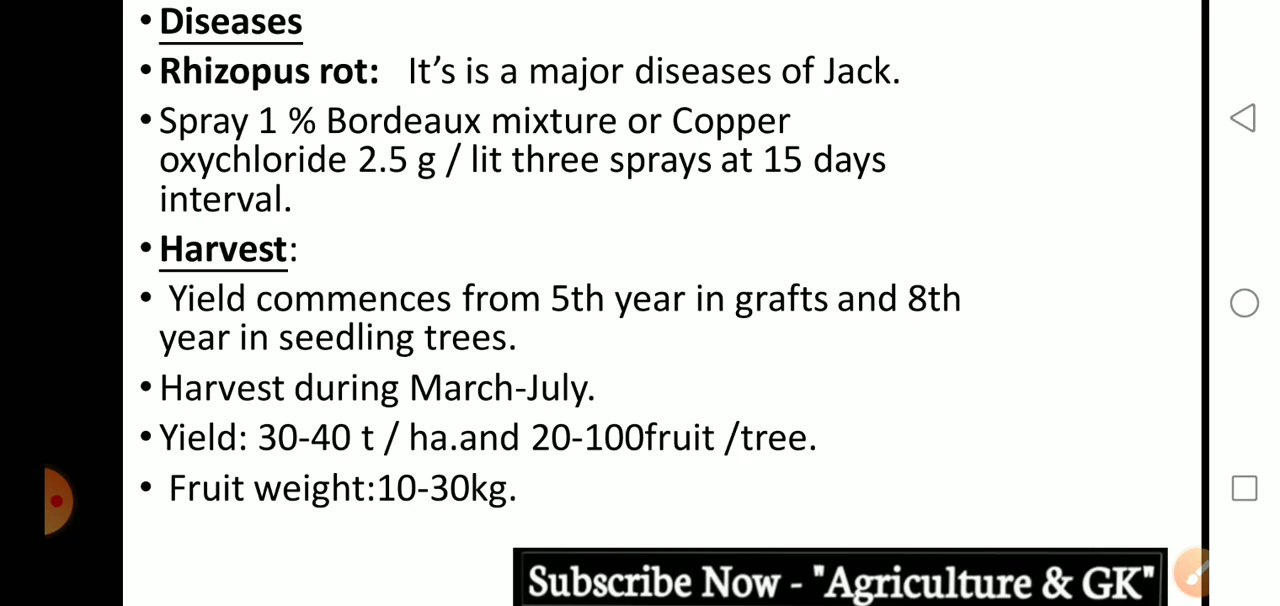 • Diseases
• Rhizopus rot: It's is a major diseases of Jack.
• Spray 1 % Bordeaux mixture or Copper
oxychloride 2.5 g / lit three sprays at 15 days
interval.
• Harvest:
• Yield commences from 5th year in grafts and 8th
year in seedling trees.
• Harvest during March-July.
• Yield: 30-40 t / ha.and 20-100fruit /tree.
• Fruit weight:10-30kg.
Subscribe Now - "Agriculture & GK"